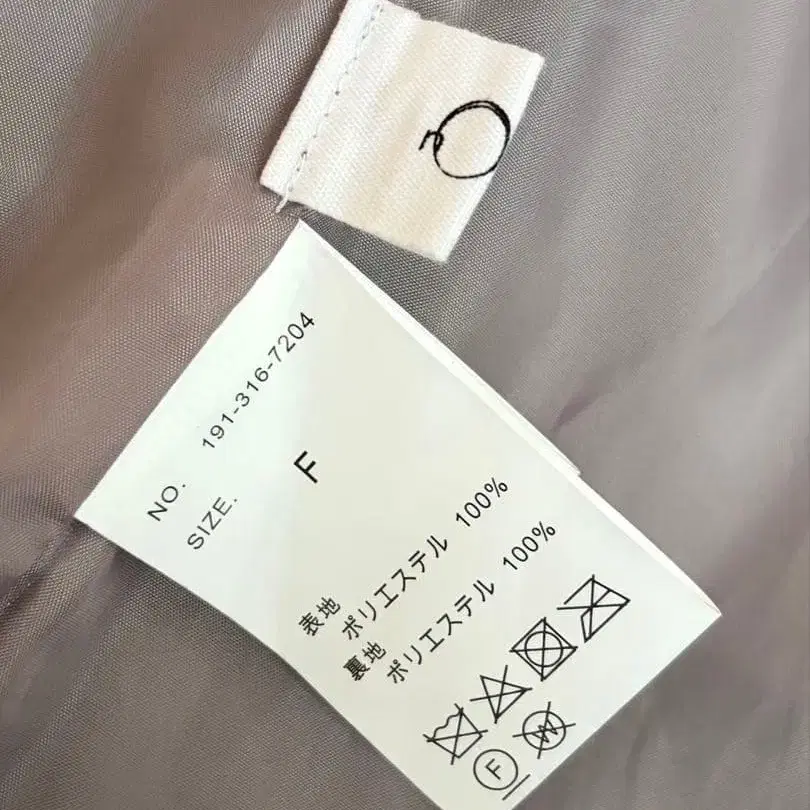 NO. 191-316-7204
SIZE. F
表地
ポリエステル 100%
裏地
ポリエステル 100%
F W